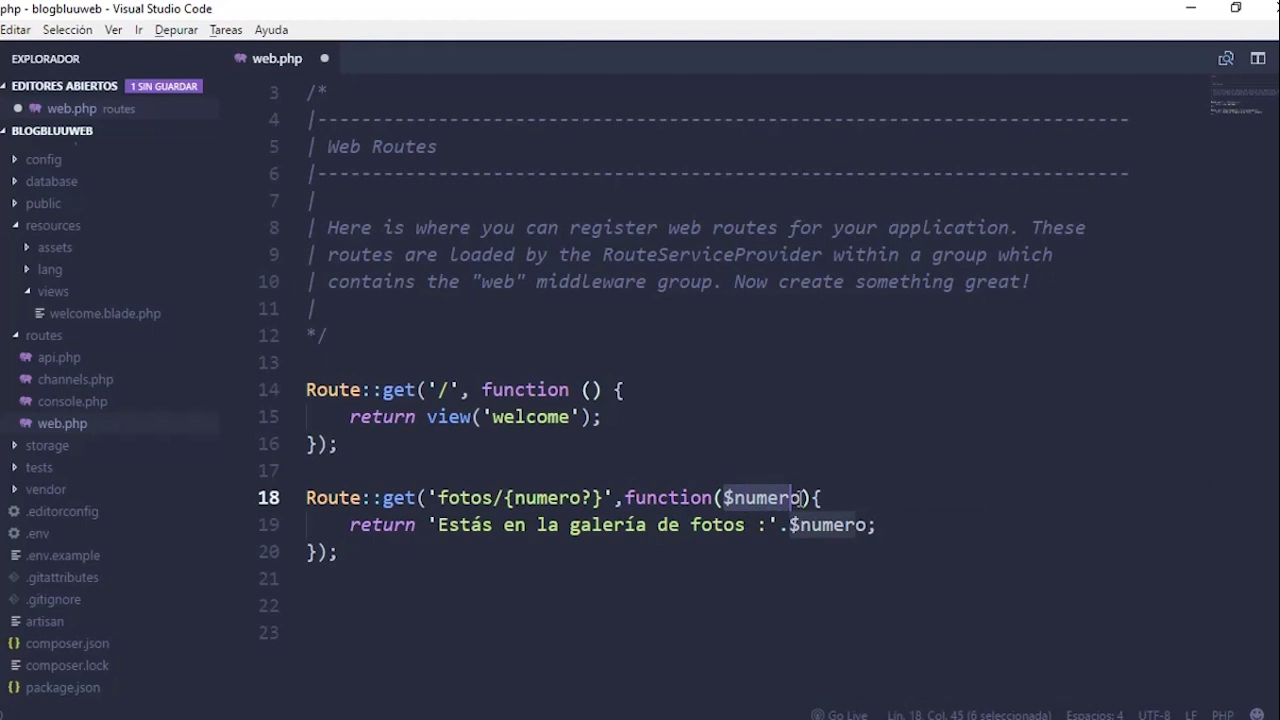 php - blogbluuweb - Visual Studio Code
Editar Selección Ver Ir Depurar Tareas Ayuda
EXPLORADOR
EDITORES ABIERTOS 1 SIN GUARDAR
web.php routes
BLOGBLUUWEB
config
database
public
resources
assets
lang
views
welcome.blade.php
routes
api.php
channels.php
console.php
web.php
storage
tests
vendor
.editorconfig
.env
.env.example
.gitattributes
.gitignore
artisan
composer.json
composer.lock
package.json
web.php
3 /*
4 |--------------------------------------------------------------------------
5 | Web Routes
6 |--------------------------------------------------------------------------
7 |
8 | Here is where you can register web routes for your application. These
9 | routes are loaded by the RouteServiceProvider within a group which
10 | contains the "web" middleware group. Now create something great!
11 |
12 */
13
14 Route::get('/', function () {
15 return view('welcome');
16 });
17
18 Route::get('fotos/{numero?}',function($numero){
19 return 'Estás en la galería de fotos :'.$numero;
20 });
21
22
23
Go Live Lín. 18, Col. 45 (6 seleccionada) Espacios: 4 UTF-8 LF PHP